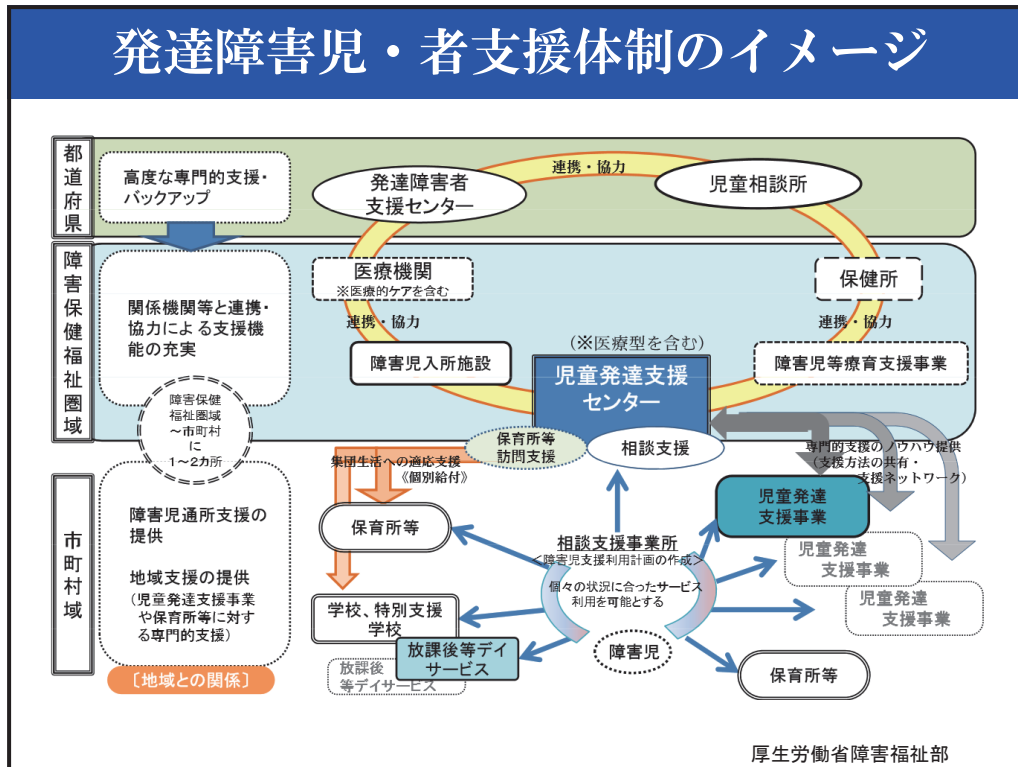 発達障害児・者支援体制のイメージ
都道府県
高度な専門的支援・
バックアップ
発達障害者
支援センター
連携・協力
児童相談所
障害保健福祉圏域
関係機関等と連携・
協力による支援機
能の充実
医療機関
※医療的ケアを含む
保健所
連携・協力
連携・協力
障害児入所施設
（※医療型を含む）
児童発達支援
センター
障害児等療育支援事業
障害保健
福祉圏域
～市町村
に
1～2カ所
保育所等
訪問支援
相談支援
集団生活への適応支援
《個別給付》
専門的支援のノウハウ提供
（支援方法の共有・
支援ネットワーク）
市町村域
障害児通所支援の
提供
地域支援の提供
（児童発達支援事業
や保育所等に対す
る専門的支援）
〔地域との関係〕
保育所等
児童発達
支援事業
児童発達
支援事業
児童発達
支援事業
相談支援事業所
＜障害児支援利用計画の作成＞
個々の状況に合ったサービス
利用を可能とする
学校、特別支援
学校
放課後等デイ
サービス
放課後
等デイサービス
障害児
保育所等
厚生労働省障害福祉部